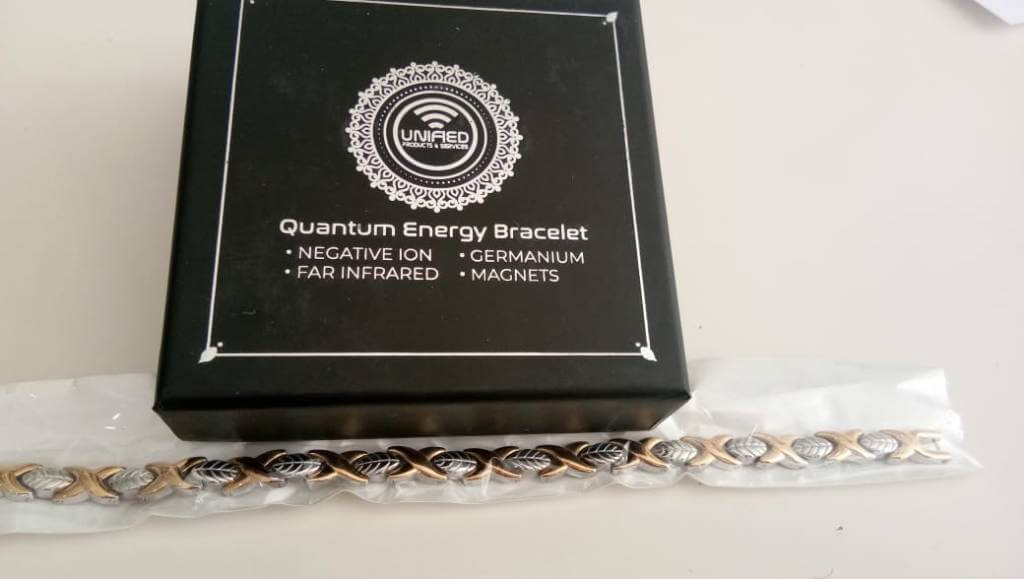 UNIFIED
PRODUCTS & SERVICES
Quantum Energy Bracelet
• NEGATIVE ION • GERMANIUM
• FAR INFRARED • MAGNETS